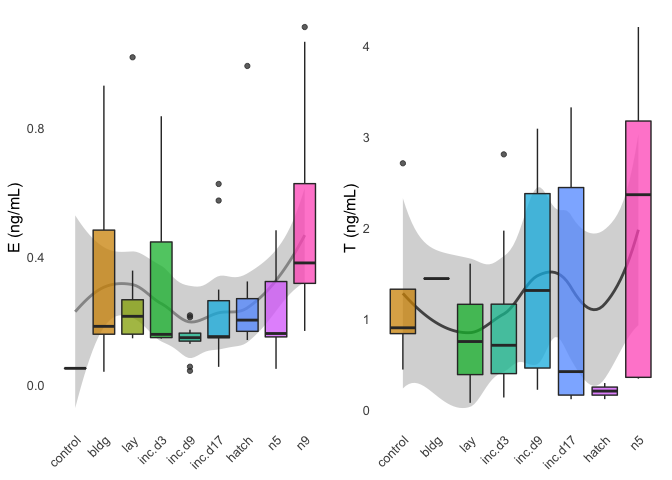 E (ng/mL)
0.8
0.4
0.0
control
bldg
lay
inc.d3
inc.d9
inc.d17
hatch
n5
n9
T (ng/mL)
4
3
2
1
0
control
bldg
lay
inc.d3
inc.d9
inc.d17
hatch
n5